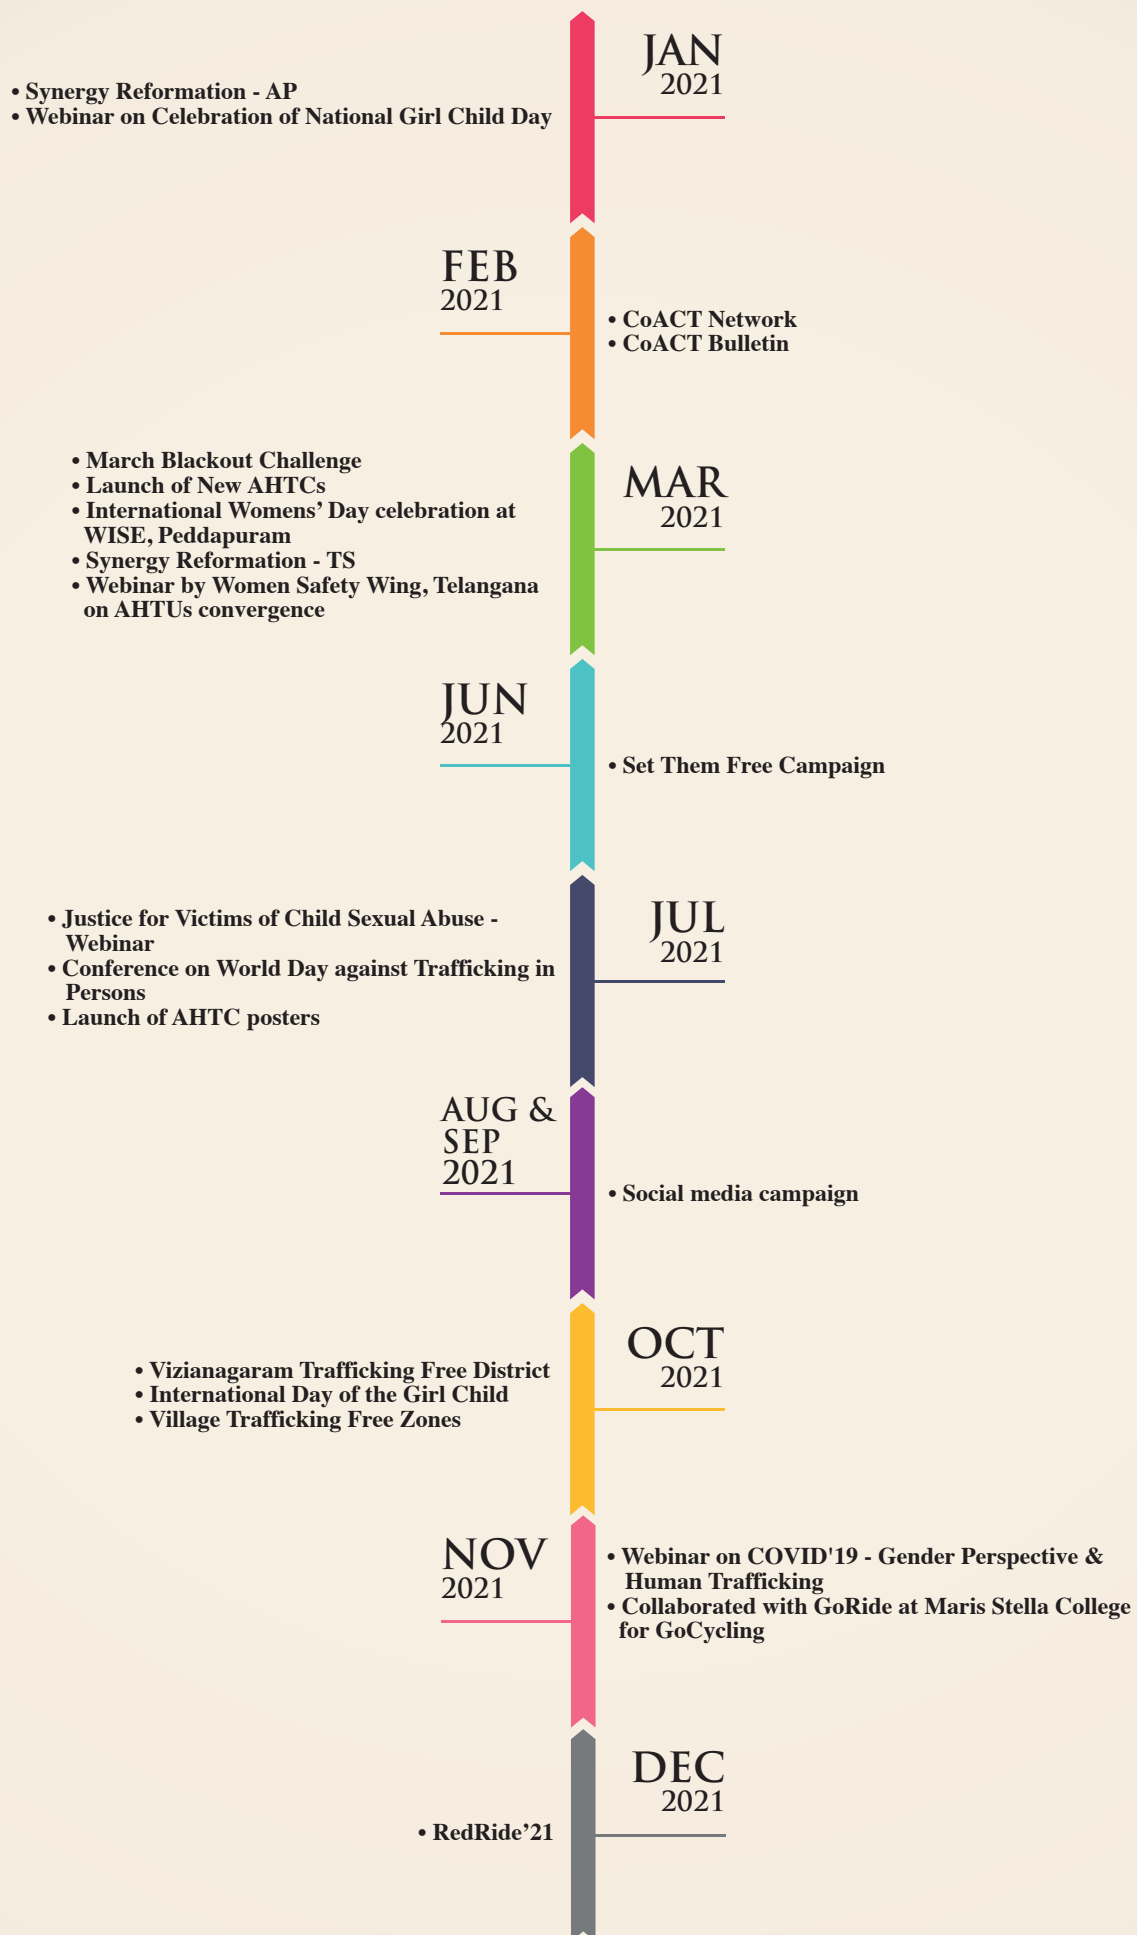 JAN
2021
• Synergy Reformation - AP
• Webinar on Celebration of National Girl Child Day
FEB
2021
• CoACT Network
• CoACT Bulletin
MAR
2021
• March Blackout Challenge
• Launch of New AHTCs
• International Womens’ Day celebration at
WISE, Peddapuram
• Synergy Reformation - TS
• Webinar by Women Safety Wing, Telangana
on AHTUs convergence
JUN
2021
• Set Them Free Campaign
JUL
2021
• Justice for Victims of Child Sexual Abuse -
Webinar
• Conference on World Day against Trafficking in
Persons
• Launch of AHTC posters
AUG &
SEP
2021
• Social media campaign
OCT
2021
• Vizianagaram Trafficking Free District
• International Day of the Girl Child
• Village Trafficking Free Zones
NOV
2021
• Webinar on COVID'19 - Gender Perspective &
Human Trafficking
• Collaborated with GoRide at Maris Stella College
for GoCycling
DEC
2021
• RedRide’21